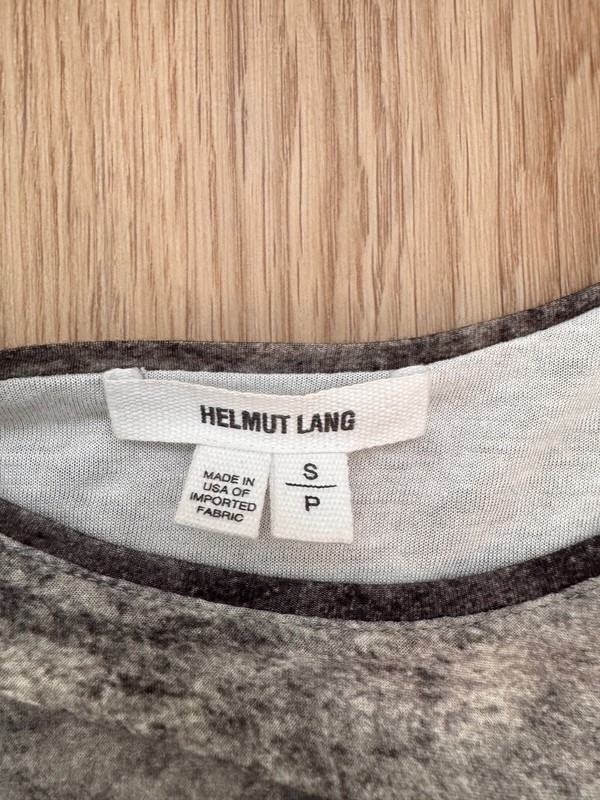 HELMUT LANG
MADE IN
USA OF
IMPORTED
FABRIC
S
P